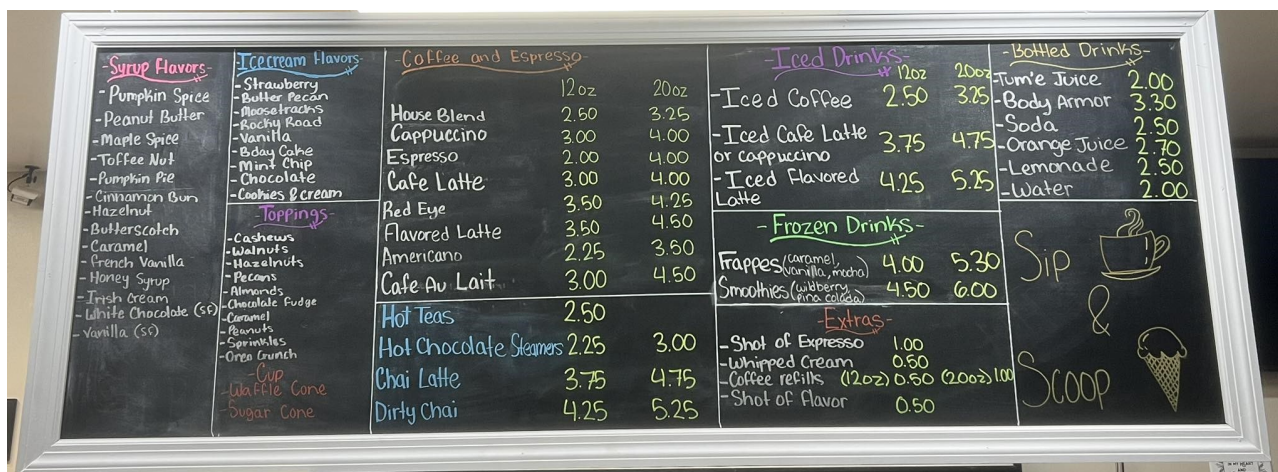 -Syrup Flavors-
-Pumpkin Spice
-Peanut Butter
-Maple Spice
-Toffee Nut
-Pumpkin Pie
-Cinnamon Bun
-Hazelnut
-Butterscotch
-Caramel
-French Vanilla
-Honey Syrup
-Irish Cream
-White Chocolate (SF)
-Vanilla (SF)
-Icecream Flavors-
-Strawberry
-Butter Pecan
-Moosetracks
-Rocky Road
-Vanilla
-Bday Cake
-Mint Chip
-Chocolate
-Cookies & cream
-Toppings-
-Cashews
-Walnuts
-Hazelnuts
-Pecans
-Almonds
-Chocolate Fudge
-Caramel
-Peanuts
-Sprinkles
-Oreo Crunch
-Cup
-Waffle Cone
-Sugar Cone
-Coffee and Espresso-
12oz 20oz
House Blend 2.50 3.25
Cappuccino 3.00 4.00
Espresso 2.00 4.00
Cafe Latte 3.00 4.00
Red Eye 3.50 4.25
Flavored Latte 3.50 4.50
Americano 2.25 3.50
Cafe Au Lait 3.00 4.50
Hot Teas 2.50
Hot Chocolate Steamers 2.25 3.00
Chai Latte 3.75 4.75
Dirty Chai 4.25 5.25
-Iced Drinks-
12oz 20oz
-Iced Coffee 2.50 3.25
-Iced Cafe Latte
or cappuccino 3.75 4.75
-Iced Flavored 4.25 5.25
Latte
-Frozen Drinks-
Frappes (caramel, vanilla, mocha) 4.00 5.30
Smoothies (wildberry, pina colada) 4.50 6.00
-Extras-
-Shot of Expresso 1.00
-Whipped Cream 0.50
-Coffee refills (12oz) 0.50 (20oz) 1.00
-Shot of Flavor 0.50
-Bottled Drinks-
-Tum'e Juice 2.00
-Body Armor 3.30
-Soda 2.50
-Orange Juice 2.70
-Lemonade 2.50
-Water 2.00
Sip
&
Scoop